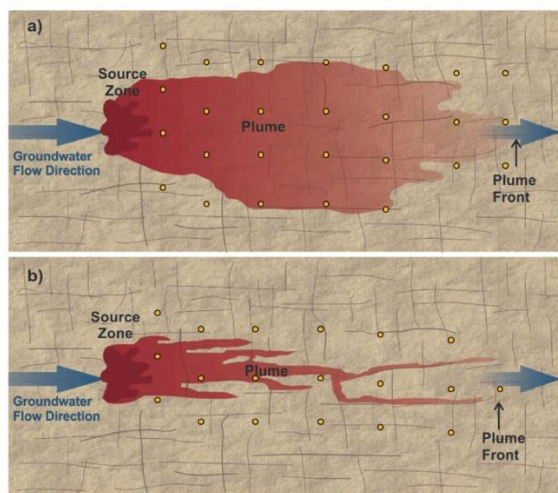 a)
Source
Zone
Plume
Groundwater
Flow Direction
Plume
Front
b)
Source
Zone
Plume
Groundwater
Flow Direction
Plume
Front